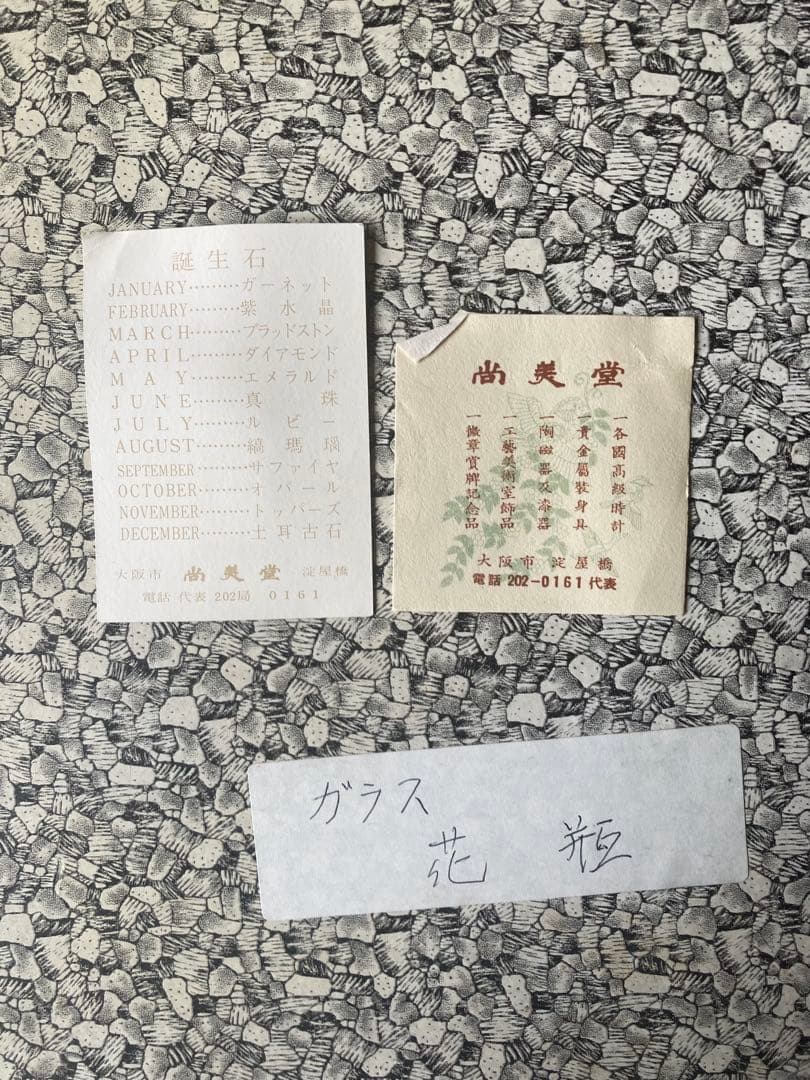 誕生石
JANUARY………ガーネット
FEBRUARY………紫水晶
MARCH………ブラッドストン
APRIL………ダイアモンド
MAY………エメラルド
JUNE………真珠
JULY………ルビー
AUGUST………縞瑪瑙
SEPTEMBER………サファイヤ
OCTOBER………オパール
NOVEMBER………トッパーズ
DECEMBER………土耳古石
大阪市 尚美堂 淀屋橋
電話 代表 202局 0161
尚美堂
一各國高級時計
一貴金屬裝身具
一陶磁器及漆器
一工藝美術室飾品
一徽章賞牌記念品
大阪市 淀屋橋
電話 202-0161 代表
ガラス
花瓶